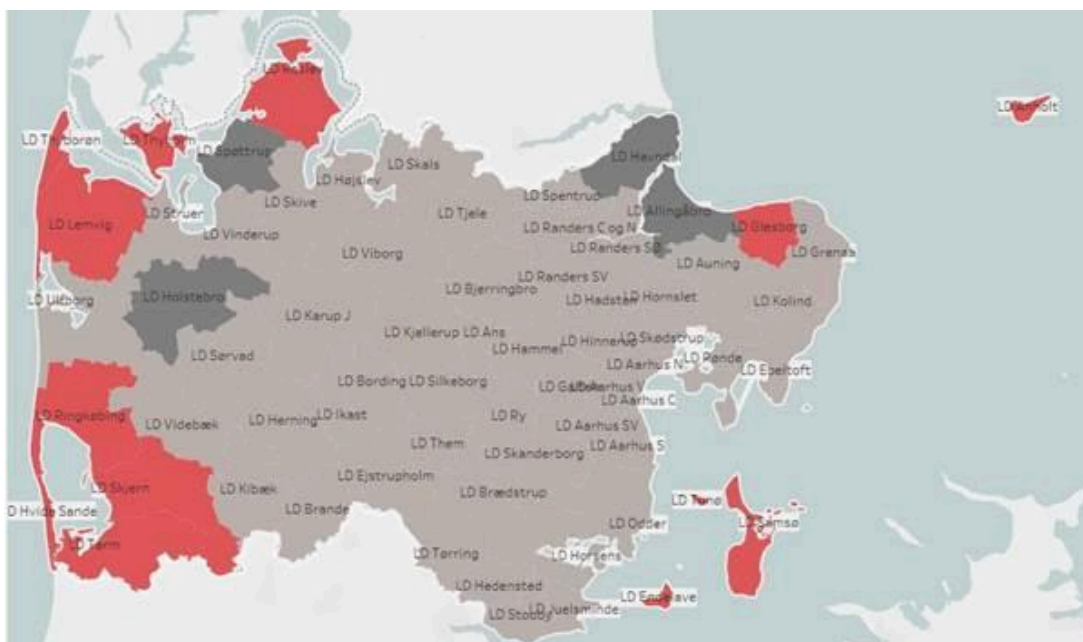 LD Roslev
LD Anholt
LD Thyborøn
LD Thyholm
LD Spøttrup
LD Havndal
LD Højslev
LD Skals
LD Skive
LD Spentrup
LD Struer
LD Tjele
LD Allingåbro
LD Lemvig
LD Vinderup
LD Randers C og N
LD Glesborg
LD Viborg
LD Randers SØ
LD Grenaa
LD Auning
LD Randers SV
LD Ulfborg
LD Holstebro
LD Bjerringbro
LD Hadsten
LD Hornslet
LD Kolind
LD Karup J
LD Kjellerup
LD Ans
LD Hinnerup
LD Skødstrup
LD Sørvad
LD Hammel
LD Rønde
LD Aarhus N
LD Ebeltoft
LD Bording
LD Silkeborg
LD Aarhus V
LD Aarhus C
LD Ringkøbing
LD Videbæk
LD Herning
LD Ikast
LD Ry
LD Aarhus SV
LD Them
LD Skanderborg
LD Aarhus S
LD Skjern
LD Kibæk
LD Ejstrupholm
LD Brædstrup
LD Tunø
LD Hvide Sande
LD Brande
LD Odder
LD Samsø
LD Tarm
LD Tørring
LD Horsens
LD Hedensted
LD Endelave
LD Stobby
LD Juelsminde